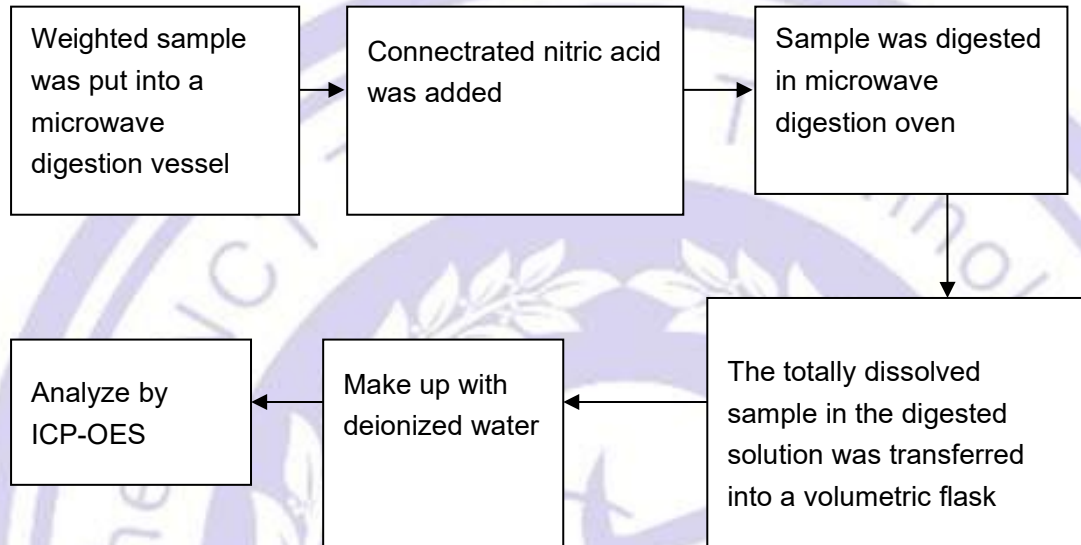 Weighted sample
was put into a
microwave
digestion vessel
Connectrated nitric acid
was added
Sample was digested
in microwave
digestion oven
The totally dissolved
sample in the digested
solution was transferred
into a volumetric flask
Make up with
deionized water
Analyze by
ICP-OES